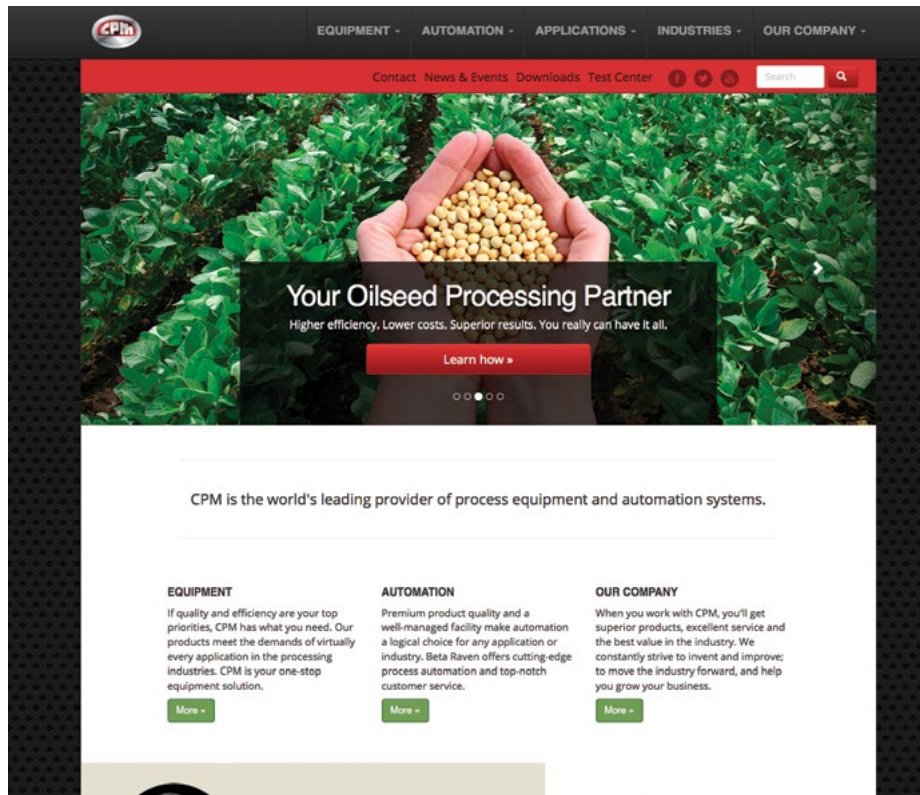 CPM
EQUIPMENT - AUTOMATION - APPLICATIONS - INDUSTRIES - OUR COMPANY -
Contact News & Events Downloads Test Center
Search
Your Oilseed Processing Partner
Higher efficiency. Lower costs. Superior results. You really can have it all.
Learn how »
CPM is the world's leading provider of process equipment and automation systems.
EQUIPMENT
If quality and efficiency are your top
priorities, CPM has what you need. Our
products meet the demands of virtually
every application in the processing
industries. CPM is your one-stop
equipment solution.
More »
AUTOMATION
Premium product quality and a
well-managed facility make automation
a logical choice for any application or
industry. Beta Raven offers cutting-edge
process automation and top-notch
customer service.
More »
OUR COMPANY
When you work with CPM, you'll get
superior products, excellent service and
the best value in the industry. We
constantly strive to invent and improve;
to move the industry forward, and help
you grow your business.
More »